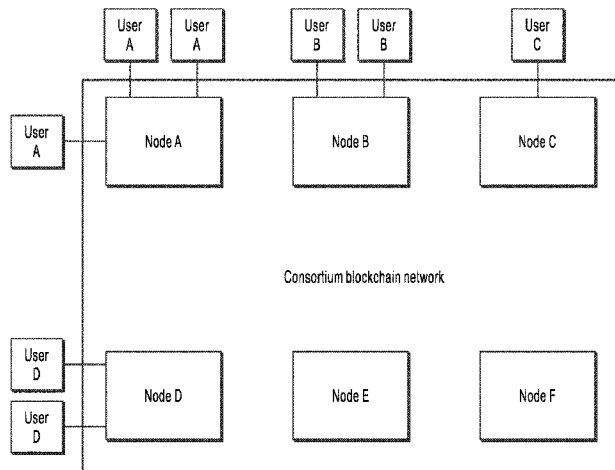 User
A
User
A
User
B
User
B
User
C
User
A
Node A
Node B
Node C
Consortium blockchain network
User
D
User
D
Node D
Node E
Node F